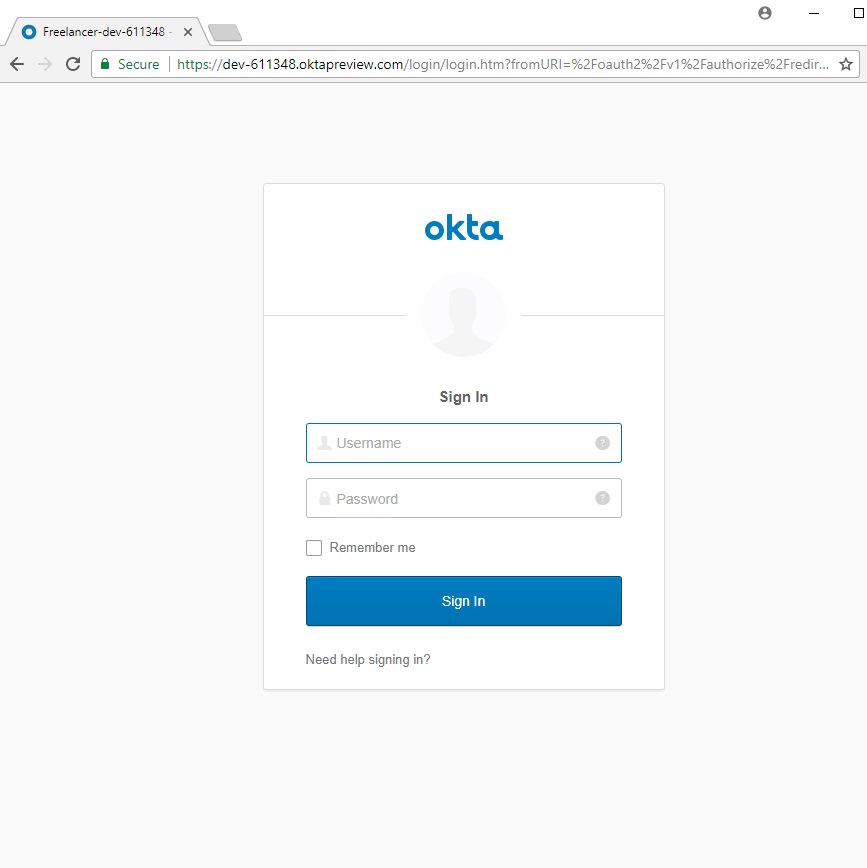 Freelancer-dev-611348 -
Secure
https://dev-611348.oktapreview.com/login/login.htm?fromURI=%2Foauth2%2Fv1%2Fauthorize%2Fredir...
okta
Sign In
Username ?
Password ?
Remember me
Sign In
Need help signing in?